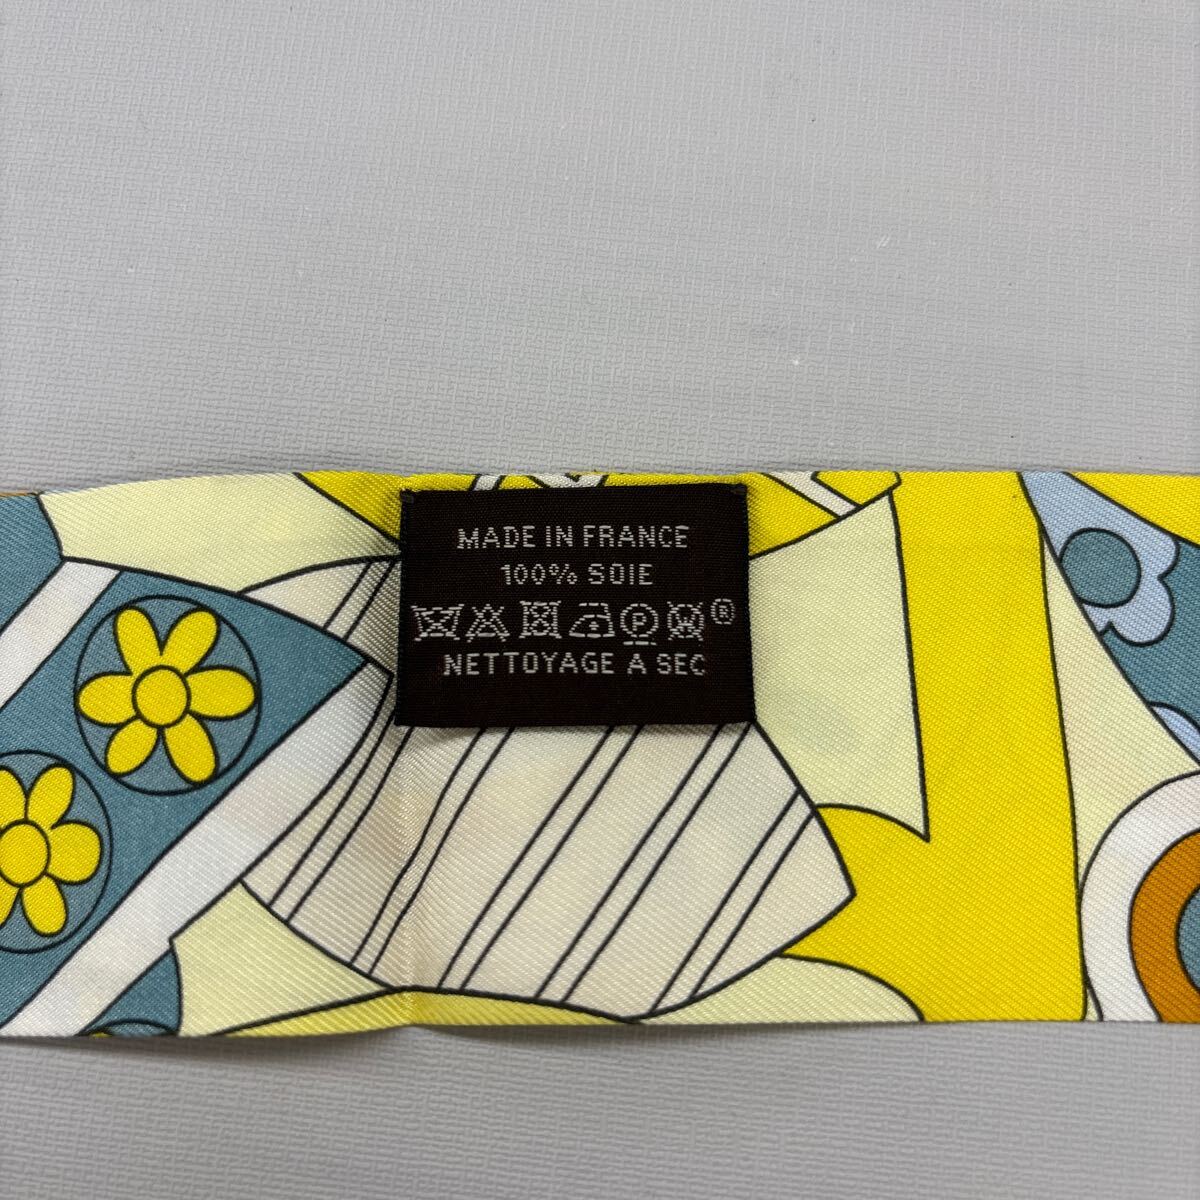 MADE IN FRANCE
100% SOIE
P W ®
NETTOYAGE A SEC